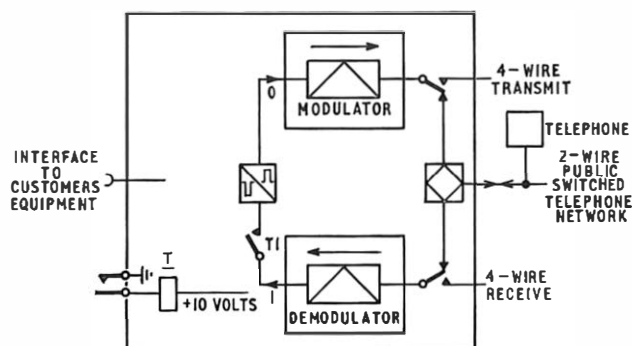 4-WIRE
TRANSMIT
O
MODULATOR
TELEPHONE
INTERFACE
TO
CUSTOMERS
EQUIPMENT
2-WIRE
PUBLIC
SWITCHED
TELEPHONE
NETWORK
T1
T
+10 VOLTS
1
DEMODULATOR
4-WIRE
RECEIVE